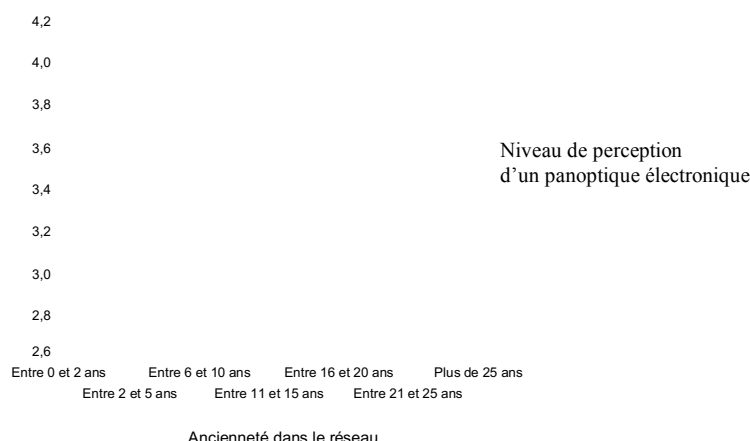 4,2
4,0
3,8
3,6
3,4
3,2
3,0
2,8
2,6
Niveau de perception
d'un panoptique électronique
Entre 0 et 2 ans Entre 6 et 10 ans Entre 16 et 20 ans Plus de 25 ans
Entre 2 et 5 ans Entre 11 et 15 ans Entre 21 et 25 ans
Ancienneté dans le réseau